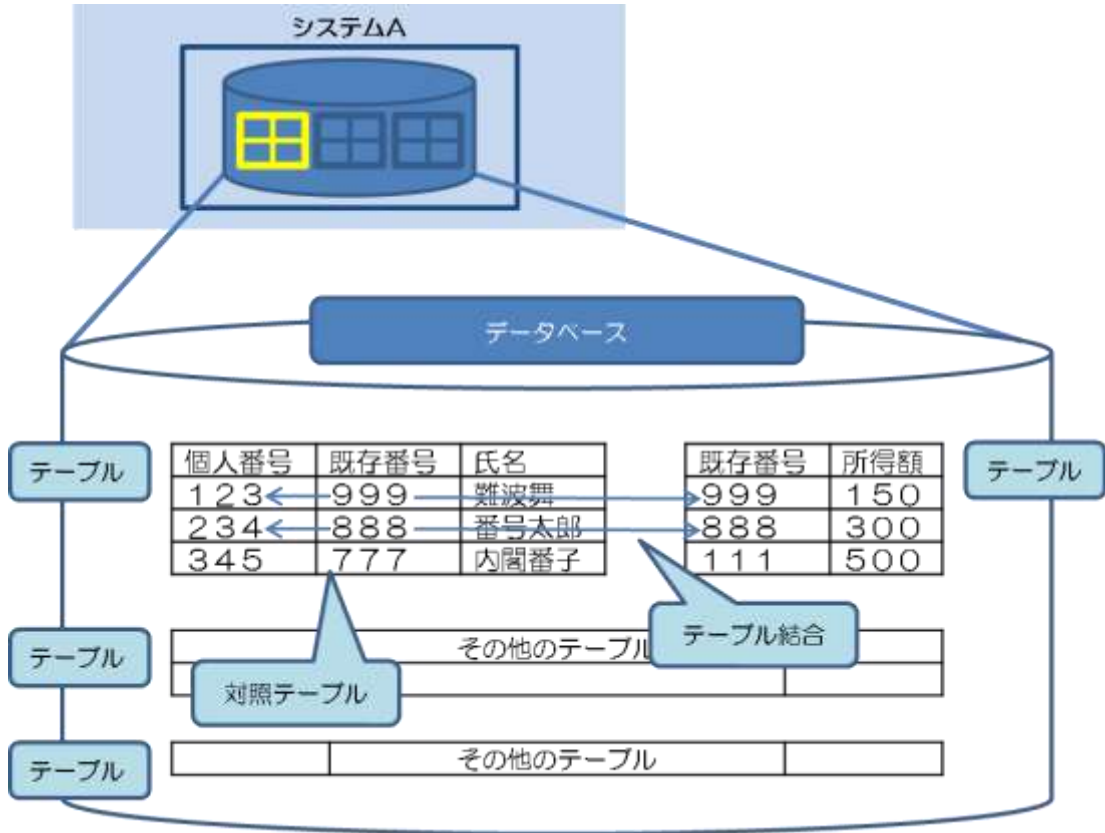 システムA
データベース
テーブル
個人番号 既存番号 氏名
123 999 難波舞
234 888 番号太郎
345 777 内閣番子
既存番号 所得額
999 150
888 300
111 500
テーブル
テーブル結合
テーブル
その他のテーブル
対照テーブル
テーブル
その他のテーブル